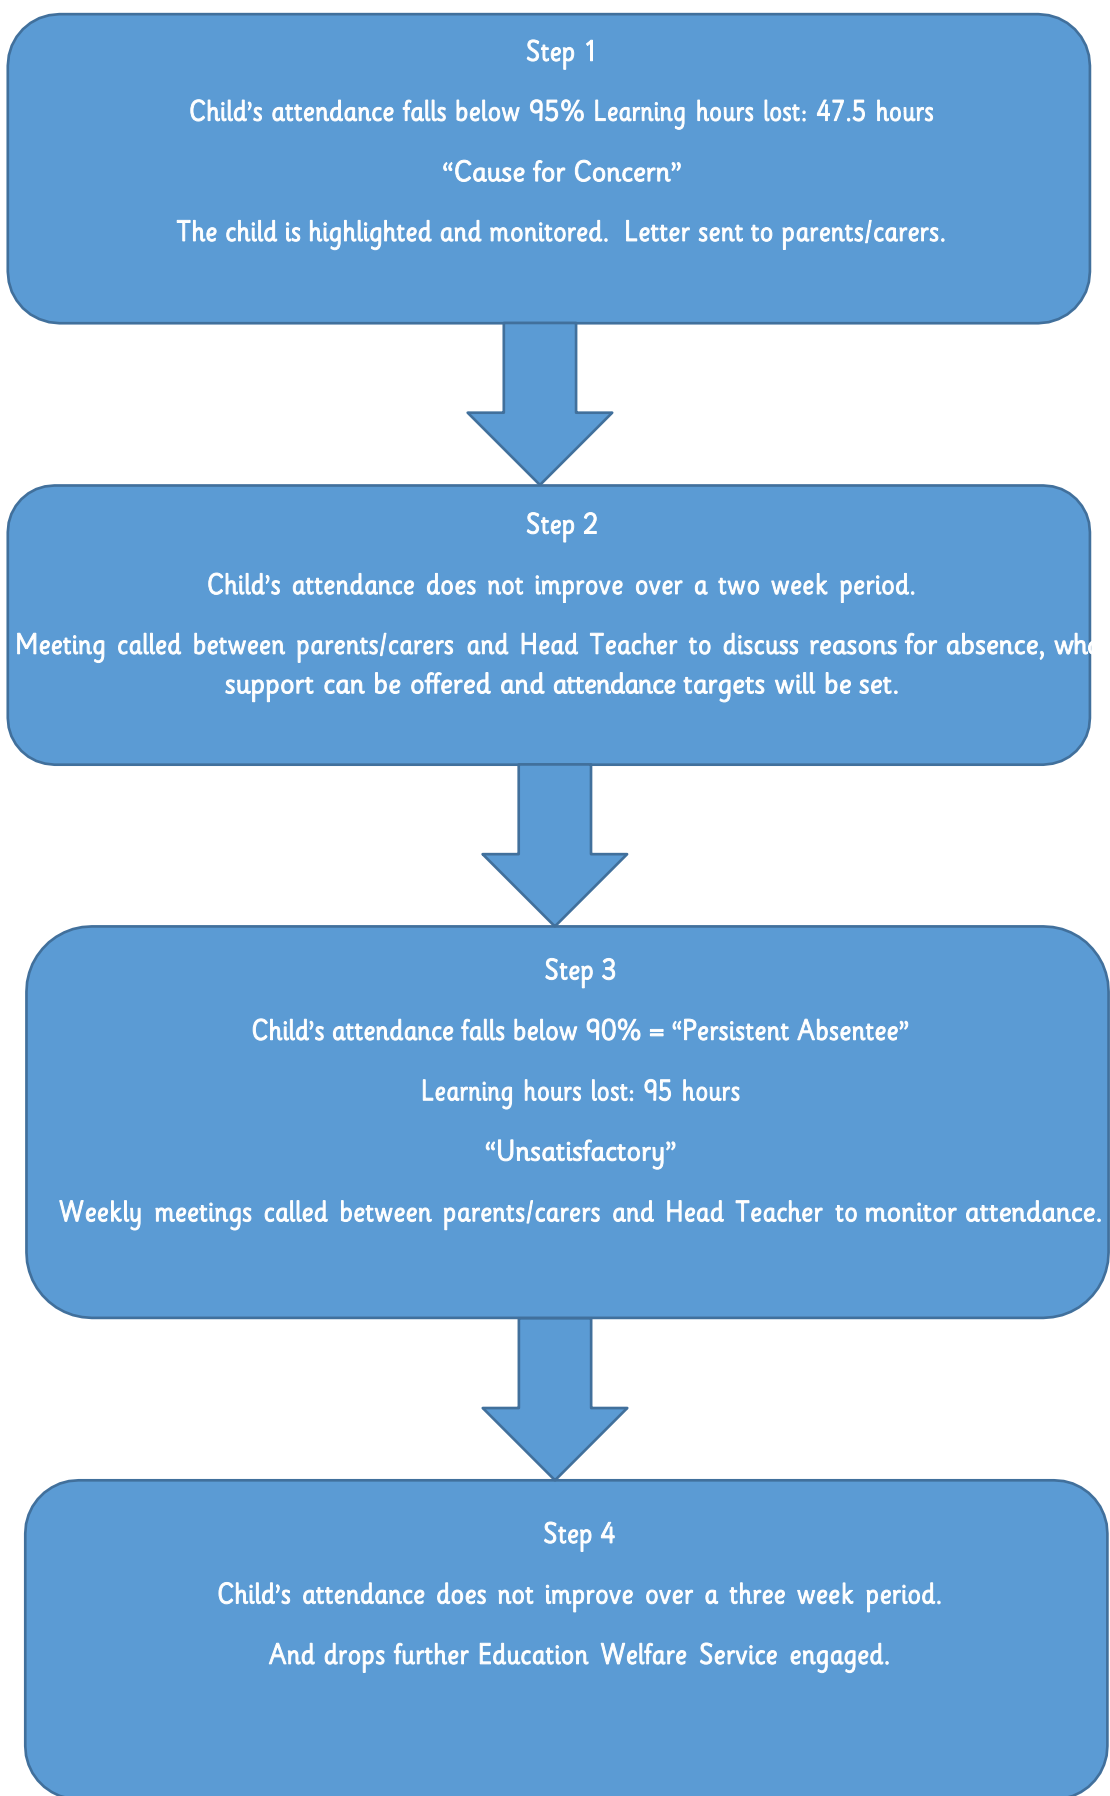 Step 1
Child’s attendance falls below 95% Learning hours lost: 47.5 hours
“Cause for Concern”
The child is highlighted and monitored.  Letter sent to parents/carers.
Step 2
Child’s attendance does not improve over a two week period.
Meeting called between parents/carers and Head Teacher to discuss reasons for absence,
support can be offered and attendance targets will be set.
Step 3
Child’s attendance falls below 90% = “Persistent Absentee”
Learning hours lost: 95 hours
“Unsatisfactory”
Weekly meetings called between parents/carers and Head Teacher to monitor attendance.
Step 4
Child’s attendance does not improve over a three week period.
And drops further Education Welfare Service engaged.